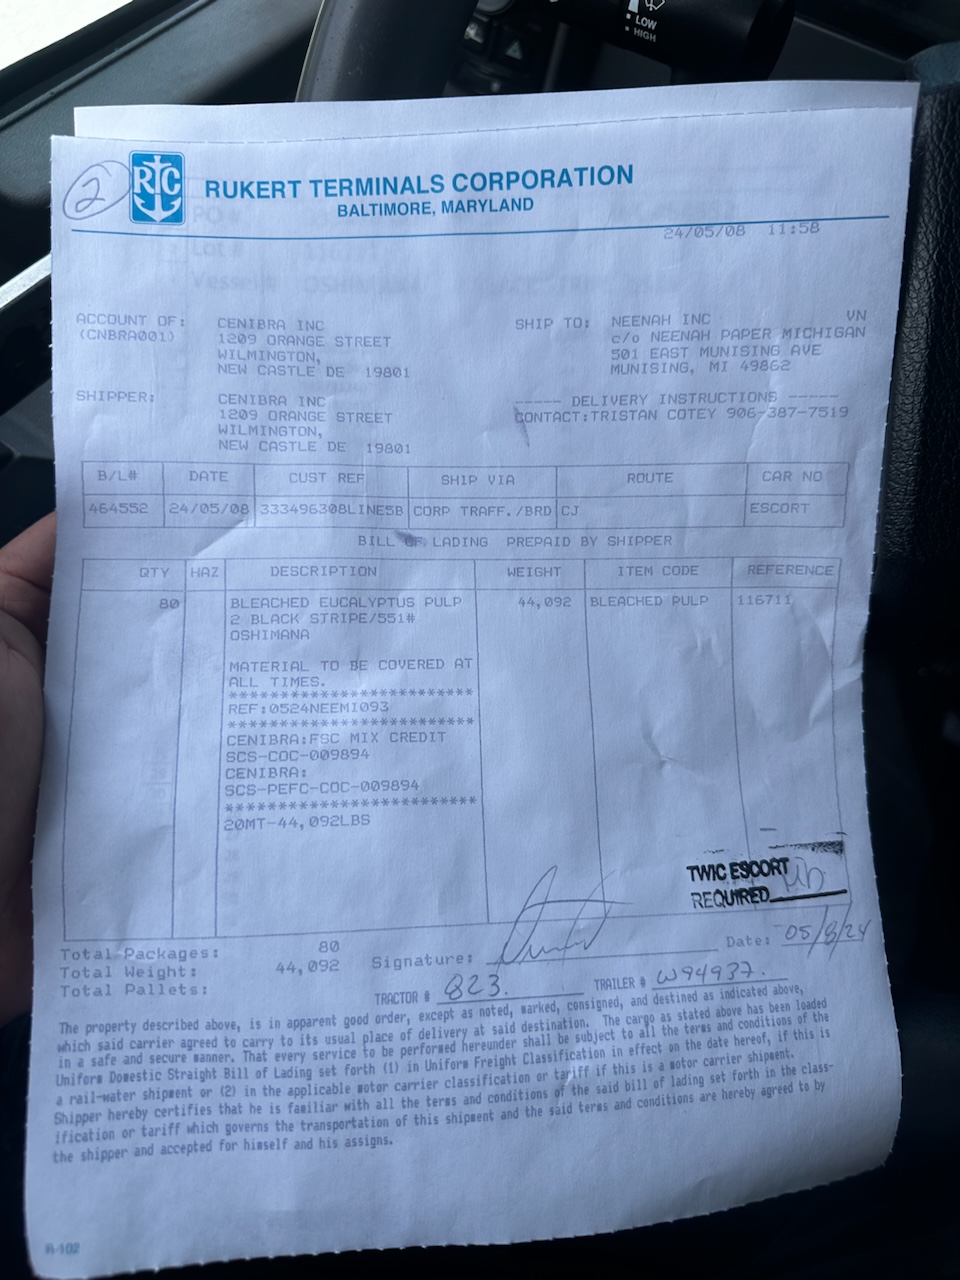 LOW
HIGH
2
RTC
RUKERT TERMINALS CORPORATION
BALTIMORE, MARYLAND
24/05/08 11:58
PO #
Lot #
Vessel# OSHIMANA
ACCOUNT OF: CENIBRA INC
(CNBRA001) 1209 ORANGE STREET
WILMINGTON,
NEW CASTLE DE 19801
SHIP TO: NEENAH INC VN
c/o NEENAH PAPER MICHIGAN
501 EAST MUNISING AVE
MUNISING, MI 49862
SHIPPER: CENIBRA INC
1209 ORANGE STREET
WILMINGTON,
NEW CASTLE DE 19801
----- DELIVERY INSTRUCTIONS -----
CONTACT:TRISTAN COTEY 906-387-7519
B/L# DATE CUST REF SHIP VIA ROUTE CAR NO
464552 24/05/08 333496308LINE5B CORP TRAFF./BRD CJ ESCORT
BILL OF LADING PREPAID BY SHIPPER
QTY HAZ DESCRIPTION WEIGHT ITEM CODE REFERENCE
80 BLEACHED EUCALYPTUS PULP 44,092 BLEACHED PULP 116711
2 BLACK STRIPE/551#
OSHIMANA
MATERIAL TO BE COVERED AT
ALL TIMES.
*************************
REF:0524NEEMI093
*************************
CENIBRA:FSC MIX CREDIT
SCS-COC-009894
CENIBRA:
SCS-PEFC-COC-009894
*************************
20MT-44,092LBS
TWIC ESCORT
REQUIRED
Total Packages: 80
Total Weight: 44,092
Total Pallets:
Signature: Date: 05/8/24
TRACTOR # 823. TRAILER # W94937.
The property described above, is in apparent good order, except as noted, marked, consigned, and destined as indicated above,
which said carrier agreed to carry to its usual place of delivery at said destination. The cargo as stated above has been loaded
in a safe and secure manner. That every service to be performed hereunder shall be subject to all the terms and conditions of the
Uniform Domestic Straight Bill of Lading set forth (1) in Uniform Freight Classification in effect on the date hereof, if this is
a rail-water shipment or (2) in the applicable motor carrier classification or tariff if this is a motor carrier shipment.
Shipper hereby certifies that he is familiar with all the terms and conditions of the said bill of lading set forth in the class-
ification or tariff which governs the transportation of this shipment and the said terms and conditions are hereby agreed to by
the shipper and accepted for himself and his assigns.
R-102